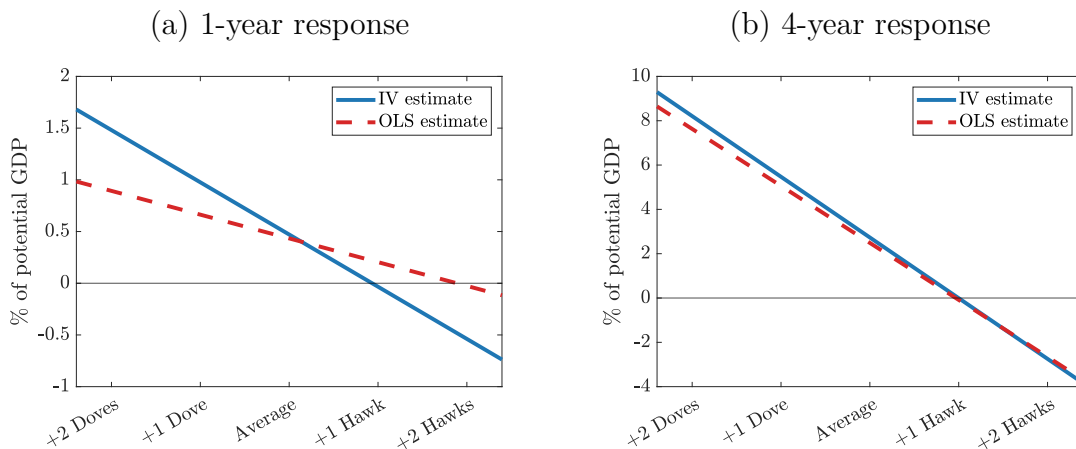 (a) 1-year response
2
1.5
1
0.5
0
-0.5
-1
% of potential GDP
IV estimate
OLS estimate
+2 Doves
+1 Dove
Average
+1 Hawk
+2 Hawks
(b) 4-year response
10
8
6
4
2
0
-2
-4
% of potential GDP
IV estimate
OLS estimate
+2 Doves
+1 Dove
Average
+1 Hawk
+2 Hawks